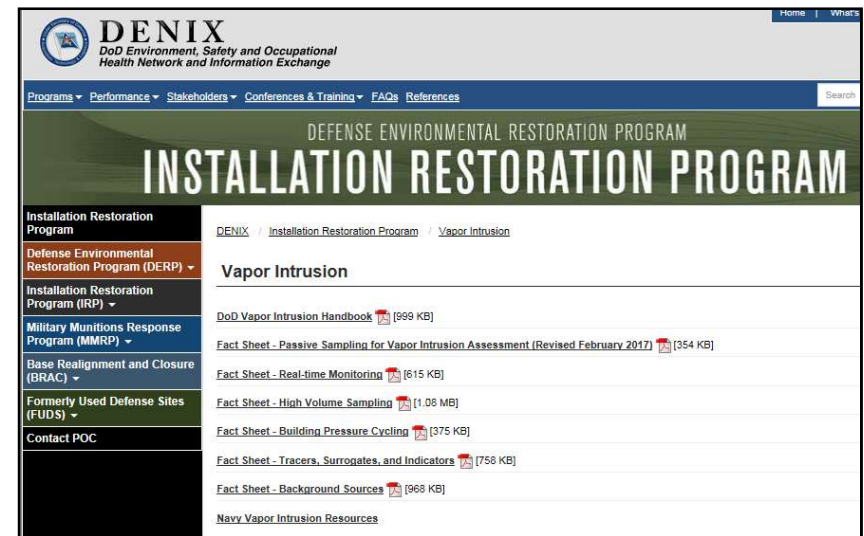 Home | What's
DENIX
DoD Environment, Safety and Occupational
Health Network and Information Exchange
Programs Performance Stakeholders Conferences & Training FAQs References
Search
DEFENSE ENVIRONMENTAL RESTORATION PROGRAM
INSTALLATION RESTORATION PROGRAM
Installation Restoration
Program
Defense Environmental
Restoration Program (DERP)
Installation Restoration
Program (IRP)
Military Munitions Response
Program (MMRP)
Base Realignment and Closure
(BRAC)
Formerly Used Defense Sites
(FUDS)
Contact POC
DENIX / Installation Restoration Program / Vapor Intrusion
Vapor Intrusion
DoD Vapor Intrusion Handbook [999 KB]
Fact Sheet - Passive Sampling for Vapor Intrusion Assessment (Revised February 2017) [354 KB]
Fact Sheet - Real-time Monitoring [615 KB]
Fact Sheet - High Volume Sampling [1.08 MB]
Fact Sheet - Building Pressure Cycling [375 KB]
Fact Sheet - Tracers, Surrogates, and Indicators [758 KB]
Fact Sheet - Background Sources [968 KB]
Navy Vapor Intrusion Resources